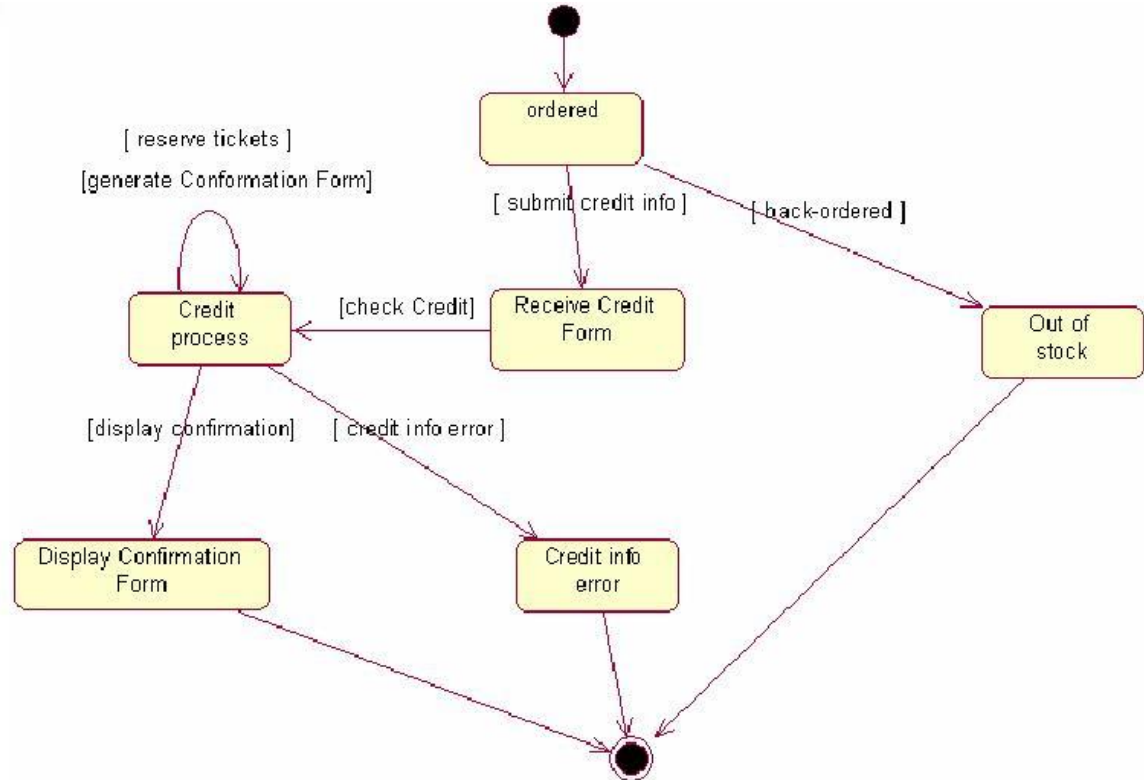 ordered
[ reserve tickets ]
[generate Conformation Form]
[ submit credit info ]
[ back-ordered ]
Credit
process
[check Credit]
Receive Credit
Form
Out of
stock
[display confirmation]
[ credit info error ]
Display Confirmation
Form
Credit info
error